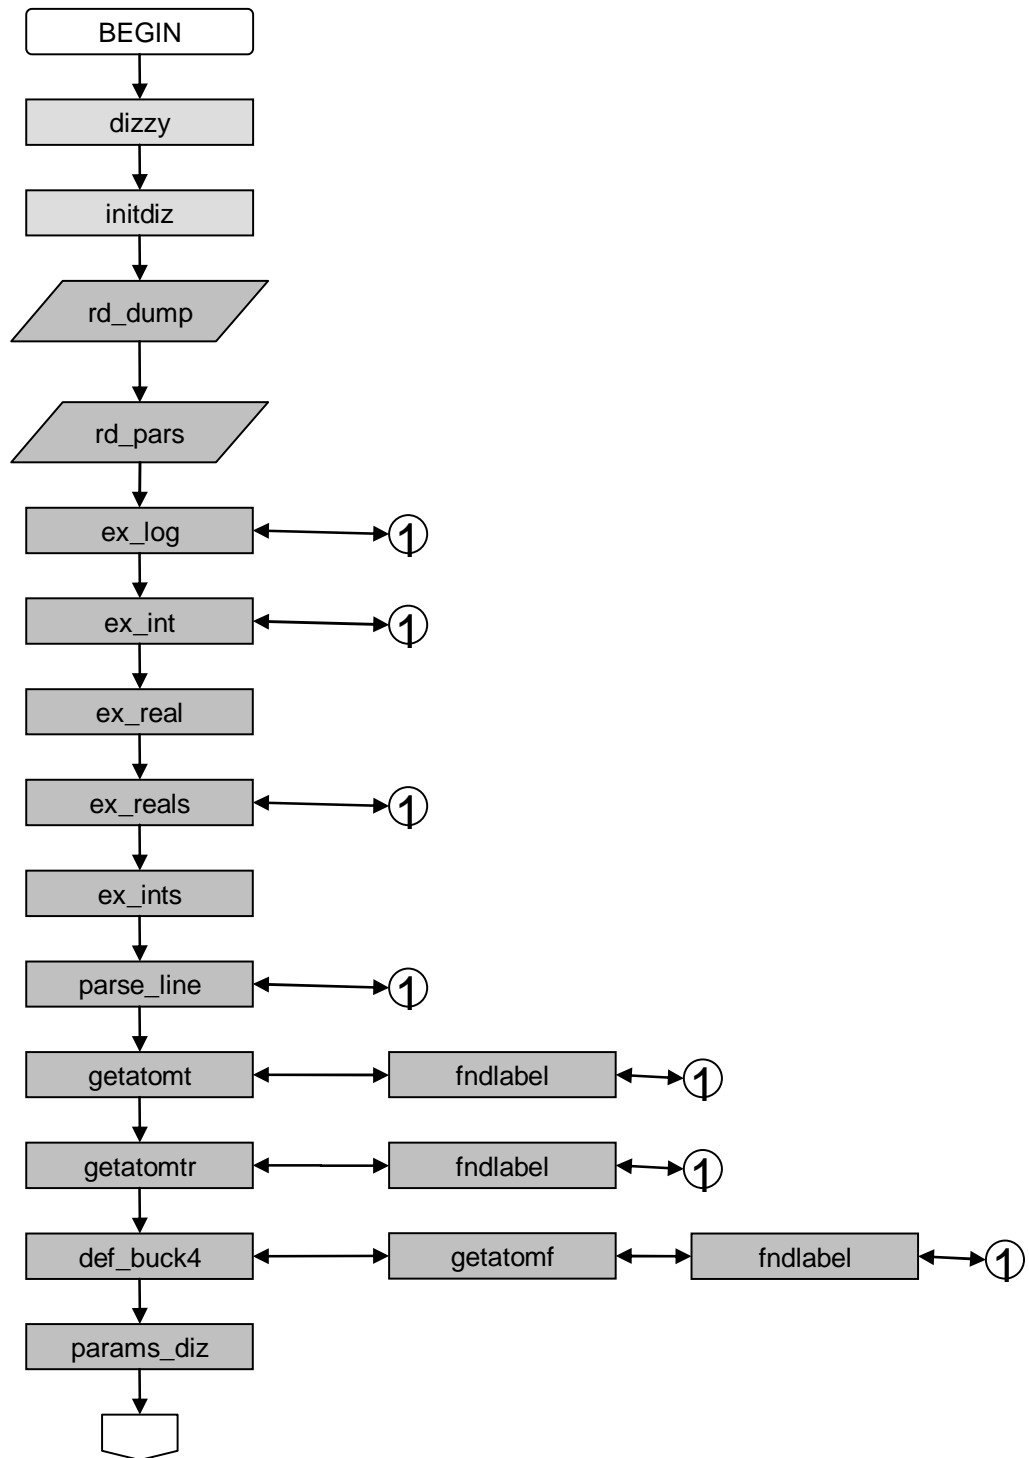 BEGIN
dizzy
initdiz
rd_dump
rd_pars
ex_log 1
ex_int 1
ex_real
ex_reals 1
ex_ints
parse_line 1
getatomt fndlabel 1
getatomtr fndlabel 1
def_buck4 getatomf fndlabel 1
params_diz